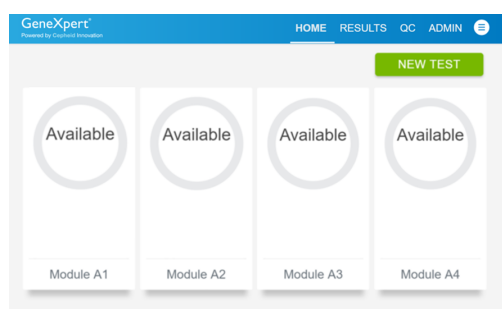 GeneXpert®
HOME RESULTS QC ADMIN
Powered by Cepheid Innovation
NEW TEST
Available Available Available Available
Module A1 Module A2 Module A3 Module A4